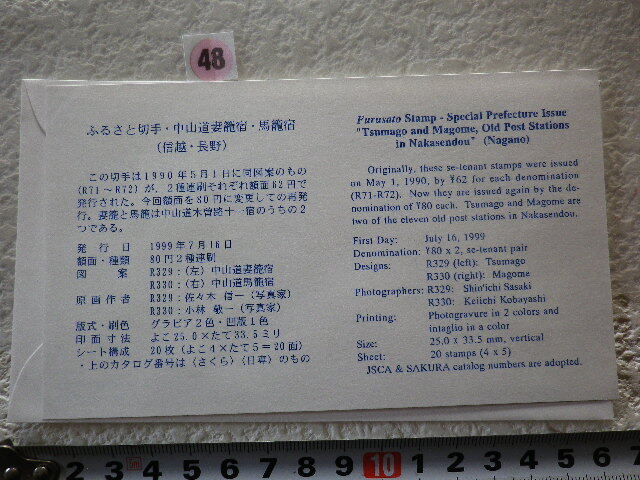 48
ふるさと切手・中山道妻籠宿・馬籠宿
(信越・長野)
この切手は1990年5月1日に同図案のもの
(R71~R72)が、2種連刷それぞれ額面62円で
発行された。今回額面を80円に変更しての再発
行。妻籠と馬籠は中山道木曽路十一宿のうちの2
つである。
発行日 1999年7月16日
額面・種類 80円2種連刷
図案 R329:(左)中山道妻籠宿
R330:(右)中山道馬籠宿
原画作者 R329:佐々木 信一(写真家)
R330:小林 敬一(写真家)
版式・刷色 グラビア2色・凹版1色
印面寸法 よこ25.0×たて33.5ミリ
シート構成 20枚(よこ4×たて5=20面)
・上のカタログ番号は〈さくら〉〈日専〉のもの
Furusato Stamp - Special Prefecture Issue
"Tsumago and Magome, Old Post Stations
in Nakasendou" (Nagano)
Originally, these se-tenant stamps were issued
on May 1, 1990, by ¥62 for each denomination
(R71-R72). Now they are issued again by the de-
nomination of ¥80 each. Tsumago and Magome are
two of the eleven old post stations in Nakasendou.
First Day: July 16, 1999
Denomination: ¥80 x 2, se-tenant pair
Designs: R329 (left): Tsumago
R330 (right): Magome
Photographers: R329: Shin'ichi Sasaki
R330: Keiichi Kobayashi
Printing: Photogravure in 2 colors and
intaglio in a color
Size: 25.0 x 33.5 mm, vertical
Sheet: 20 stamps (4 x 5)
JSCA & SAKURA catalog numbers are adopted.
2 3 4 5 6 7 8 9 10 1 2 3 4 5 6